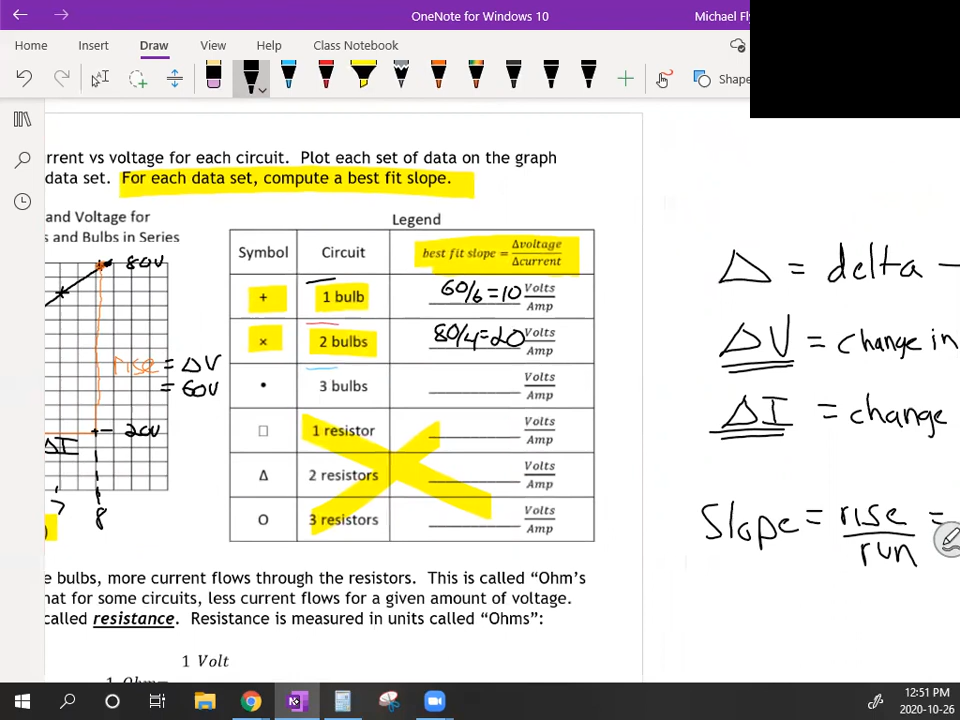 OneNote for Windows 10
Michael Fl
Home Insert Draw View Help Class Notebook
Shape
rrent vs voltage for each circuit. Plot each set of data on the graph
data set. For each data set, compute a best fit slope.
and Voltage for
s and Bulbs in Series
Legend
Symbol Circuit best fit slope = Δvoltage / Δcurrent
+ 1 bulb 60/6=10 Volts / Amp
× 2 bulbs 80/4=20 Volts / Amp
• 3 bulbs ________ Volts / Amp
□ 1 resistor ________ Volts / Amp
Δ 2 resistors ________ Volts / Amp
O 3 resistors ________ Volts / Amp
80V
rise = ΔV
= 60V
20V
ΔI
7
8
Δ = delta –
ΔV = change in
ΔI = change
Slope = rise / run =
e bulbs, more current flows through the resistors. This is called “Ohm’s
hat for some circuits, less current flows for a given amount of voltage.
called resistance. Resistance is measured in units called “Ohms”:
1 Volt
1 Ohm=
12:51 PM
2020-10-26